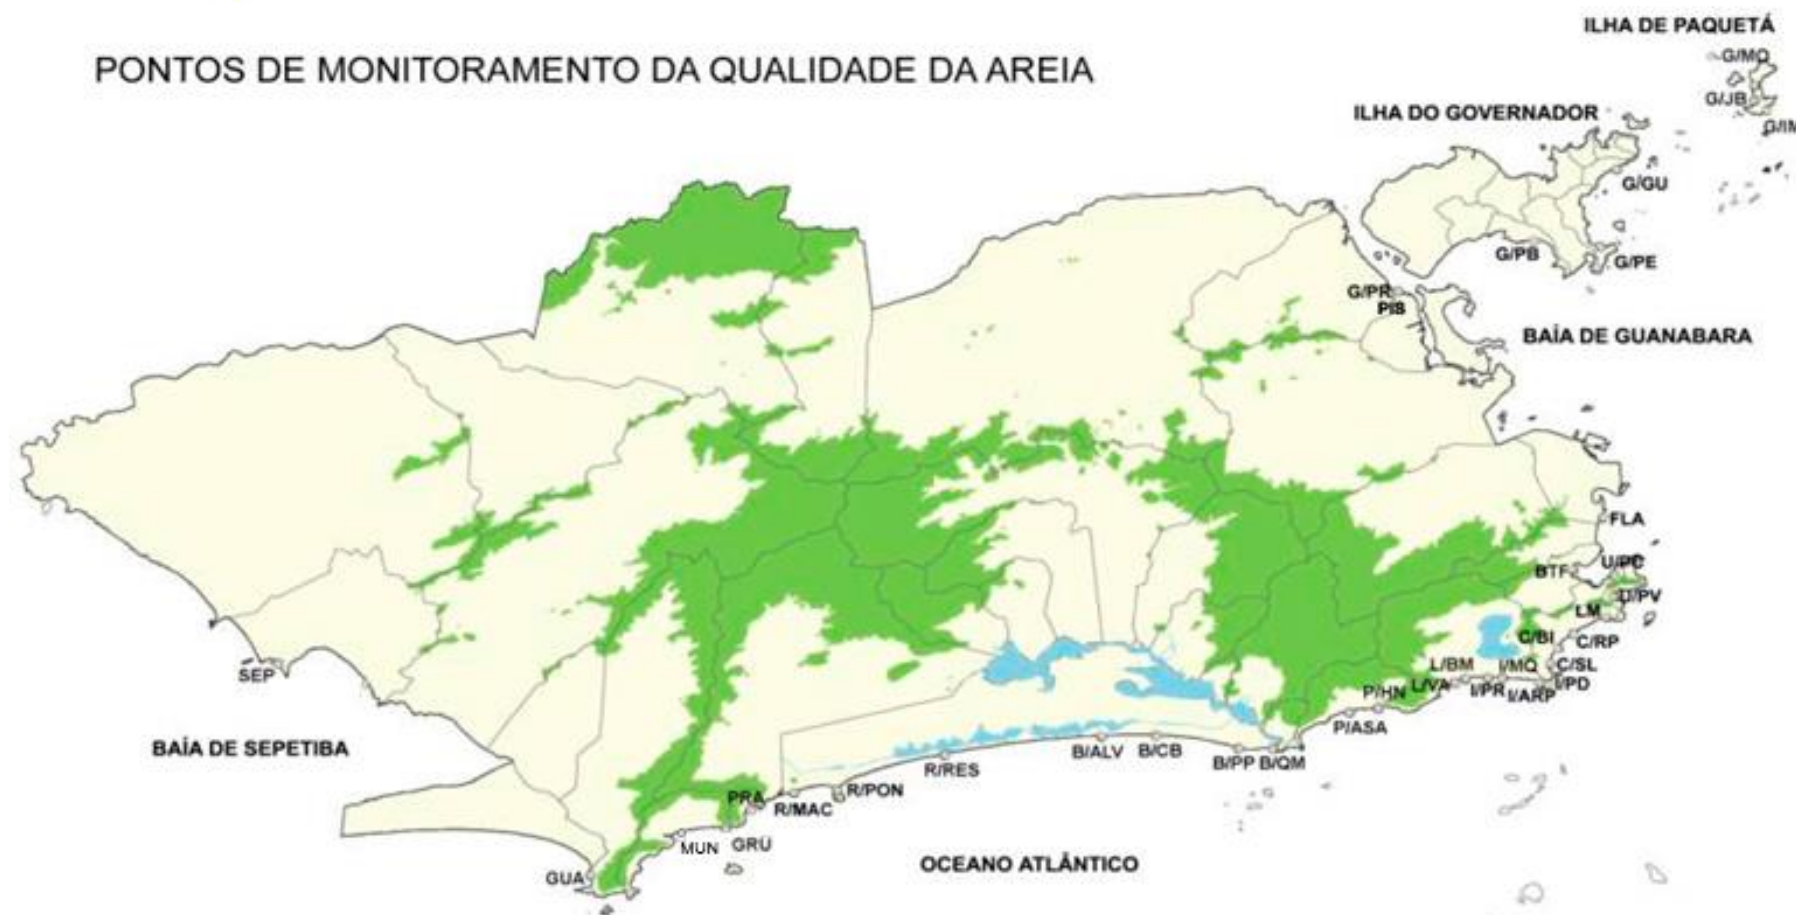 ILHA DE PAQUETÁ
G/MO
PONTOS DE MONITORAMENTO DA QUALIDADE DA AREIA
G/JB
ILHA DO GOVERNADOR
G/IM
G/GU
G/PB
G/PE
G/PR
PIS
BAÍA DE GUANABARA
FLA
U/PC
BTF
U/PV
LM
C/BI
C/RP
L/BM
I/MQ
C/SL
SEP
P/HN
L/VA
I/PR
I/ARP
I/PD
P/ASA
BAÍA DE SEPETIBA
B/ALV
B/CB
B/PP
B/QM
R/RES
PRA
R/MAC
R/PON
MUN
GRU
OCEANO ATLÂNTICO
GUA